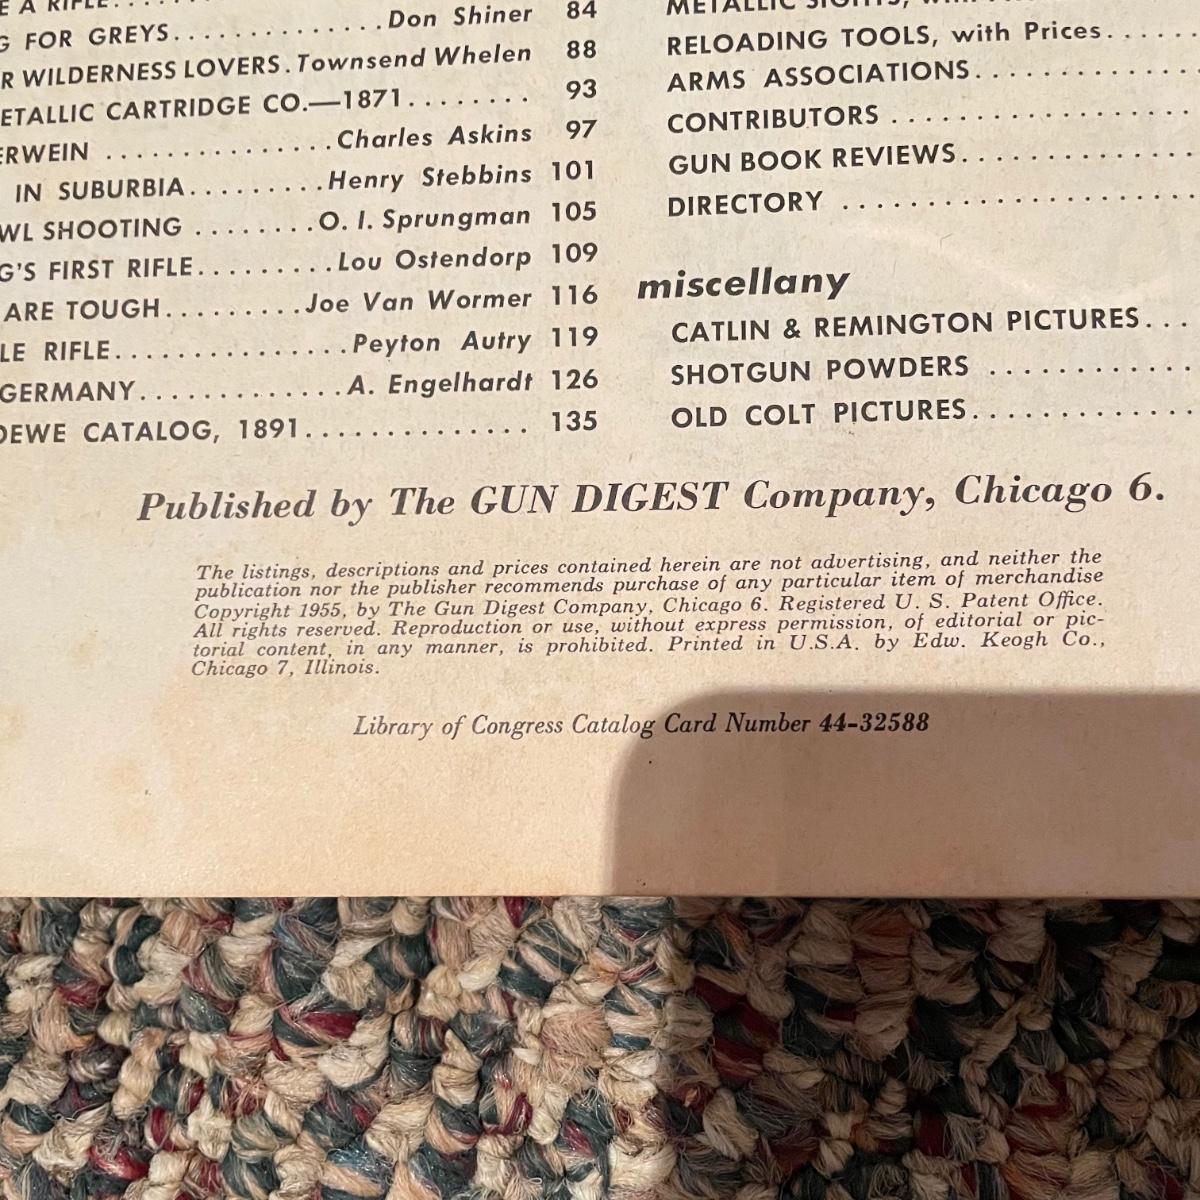 E A RIFLE
G FOR GREYS.............. Don Shiner 84
R WILDERNESS LOVERS. Townsend Whelen 88
ETALLIC CARTRIDGE CO.—1871........ 93
ERWEIN ............... Charles Askins 97
IN SUBURBIA......... Henry Stebbins 101
WL SHOOTING ........ O. I. Sprungman 105
G'S FIRST RIFLE.......... Lou Ostendorp 109
ARE TOUGH.......... Joe Van Wormer 116
LE RIFLE................ Peyton Autry 119
GERMANY............. A. Engelhardt 126
OEWE CATALOG, 1891.............. 135
METALLIC SIGHTS,
RELOADING TOOLS, with Prices......
ARMS ASSOCIATIONS..............
CONTRIBUTORS ...................
GUN BOOK REVIEWS..............
DIRECTORY ......................
miscellany
CATLIN & REMINGTON PICTURES...
SHOTGUN POWDERS .............
OLD COLT PICTURES..............
Published by The GUN DIGEST Company, Chicago 6.
The listings, descriptions and prices contained herein are not advertising, and neither the
publication nor the publisher recommends purchase of any particular item of merchandise
Copyright 1955, by The Gun Digest Company, Chicago 6. Registered U. S. Patent Office.
All rights reserved. Reproduction or use, without express permission, of editorial or pic-
torial content, in any manner, is prohibited. Printed in U.S.A. by Edw. Keogh Co.,
Chicago 7, Illinois.
Library of Congress Catalog Card Number 44-32588